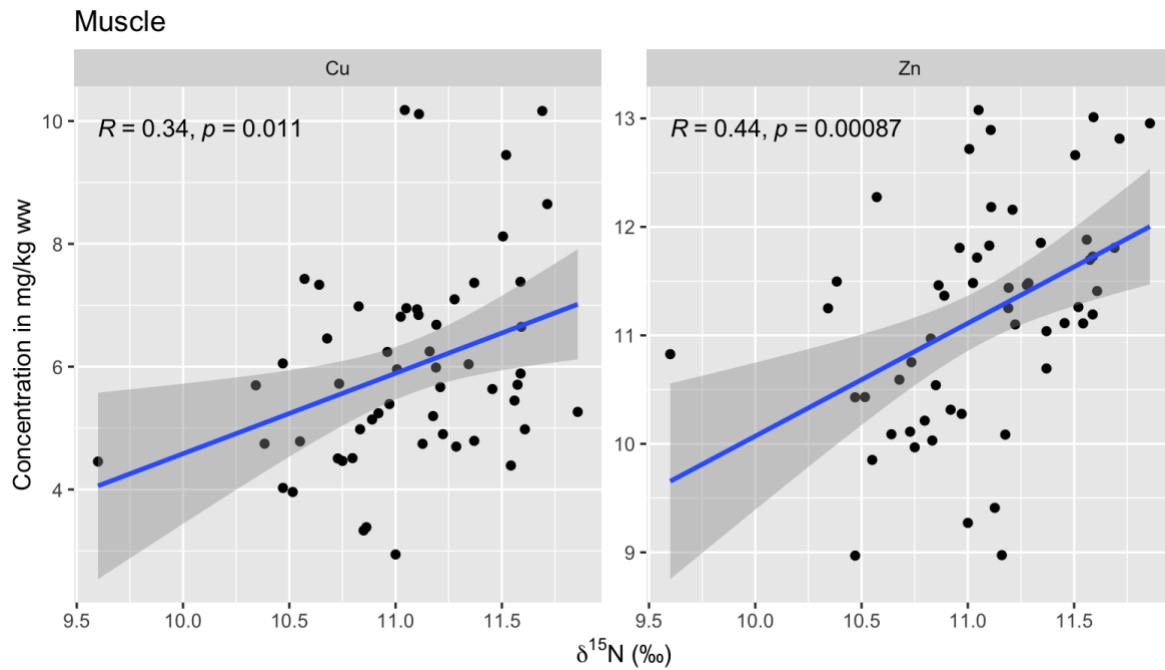 Muscle
Cu
Zn
R = 0.34, p = 0.011
R = 0.44, p = 0.00087
Concentration in mg/kg ww
10
8
6
4
13
12
11
10
9
9.5 10.0 10.5 11.0 11.5
9.5 10.0 10.5 11.0 11.5
δ¹⁵N (‰)